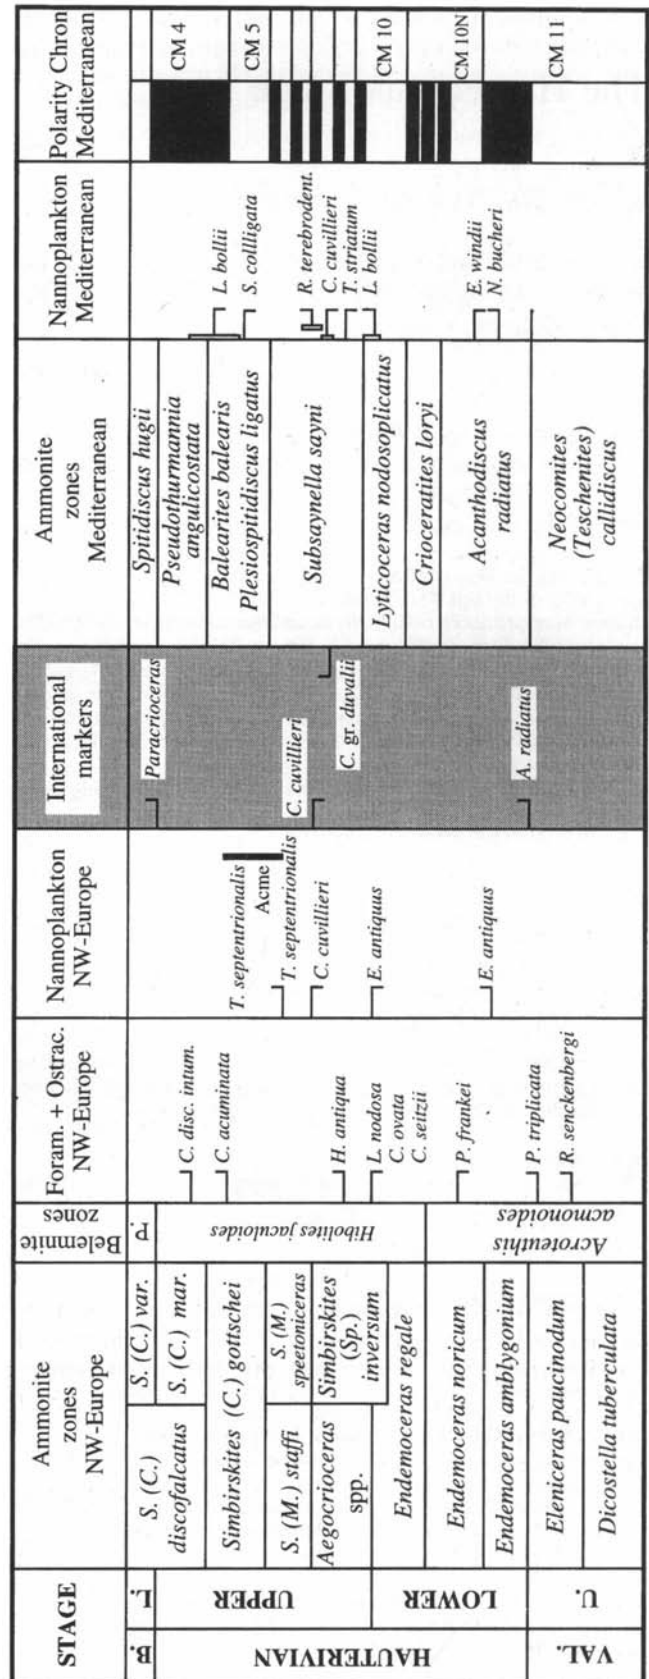 STAGE
Ammonite
zones
NW-Europe
Belemnite
zones
Foram. + Ostrac.
NW-Europe
Nannoplankton
NW-Europe
International
markers
Ammonite
zones
Mediterranean
Nannoplankton
Mediterranean
Polarity Chron
Mediterranean
B.
HAUTERIVIAN
VAL.
L.
UPPER
LOWER
U.
S. (C.)
discofalcatus
S. (C.) var.
S. (C.) mar.
Simbirskites (C.) gottschei
S. (M.) staffi
S. (M.)
speetoniceras
Aegocrioceras
spp.
Simbirskites
(Sp.)
inversum
Endemoceras regale
Endemoceras noricum
Endemoceras amblygonium
Eleniceras paucinodum
Dicostella tuberculata
P.
Hibolites jaculoides
Acroteuthis
acmonoides
C. disc. intum.
C. acuminata
H. antiqua
L. nodosa
C. ovata
C. seitzii
P. frankei
P. triplicata
R. senckenbergi
T. septentrionalis
Acme
T. septentrionalis
C. cuvillieri
E. antiquus
E. antiquus
Paracrioceras
C. cuvillieri
C. gr. duvalii
A. radiatus
Spitidiscus hugii
Pseudothurmannia
angulicostata
Balearites balearis
Plesiospitidiscus ligatus
Subsaynella sayni
Lyticoceras nodosoplicatus
Crioceratites loryi
Acanthodiscus
radiatus
Neocomites
(Teschenites)
callidiscus
L. bollii
S. collligata
R. terebrodent.
C. cuvillieri
T. striatum
L. bollii
E. windii
N. bucheri
CM 4
CM 5
CM 10
CM 10N
CM 11